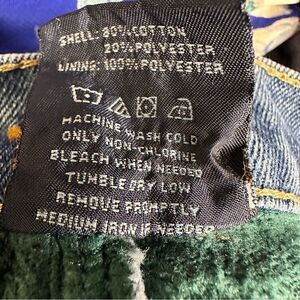 SHELL: 80% COTTON
20% POLYESTER
LINING: 100% POLYESTER
MACHINE WASH COLD
ONLY NON-CHLORINE
BLEACH WHEN NEEDED
TUMBLE DRY LOW
REMOVE PROMPTLY
MEDIUM IRON IF NEEDED